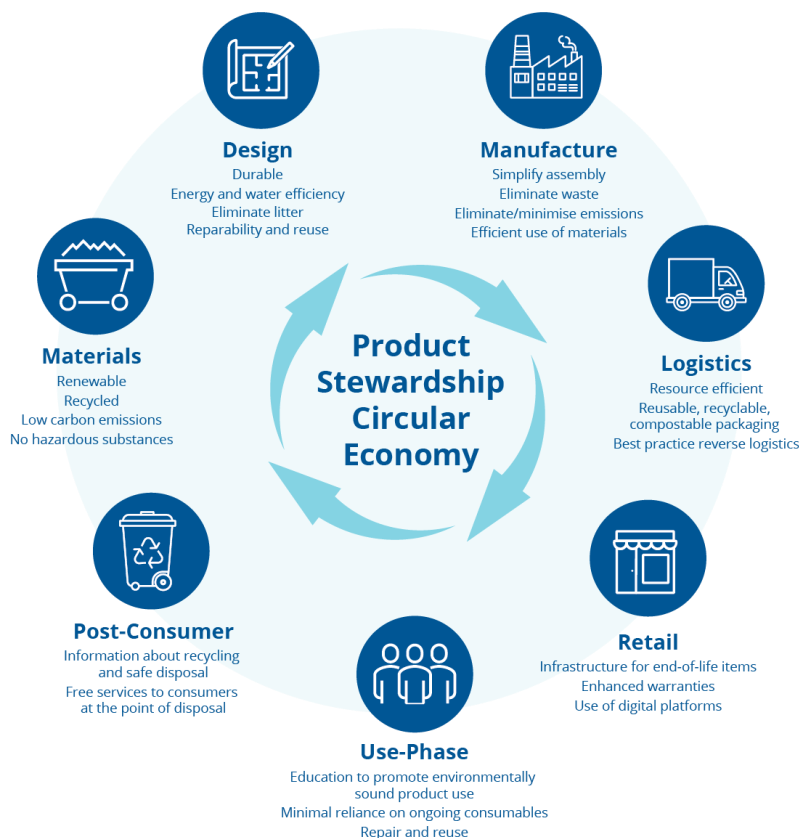 Design
Durable
Energy and water efficiency
Eliminate litter
Reparability and reuse
Manufacture
Simplify assembly
Eliminate waste
Eliminate/minimise emissions
Efficient use of materials
Materials
Renewable
Recycled
Low carbon emissions
No hazardous substances
Product
Stewardship
Circular
Economy
Logistics
Resource efficient
Reusable, recyclable,
compostable packaging
Best practice reverse logistics
Post-Consumer
Information about recycling
and safe disposal
Free services to consumers
at the point of disposal
Retail
Infrastructure for end-of-life items
Enhanced warranties
Use of digital platforms
Use-Phase
Education to promote environmentally
sound product use
Minimal reliance on ongoing consumables
Repair and reuse